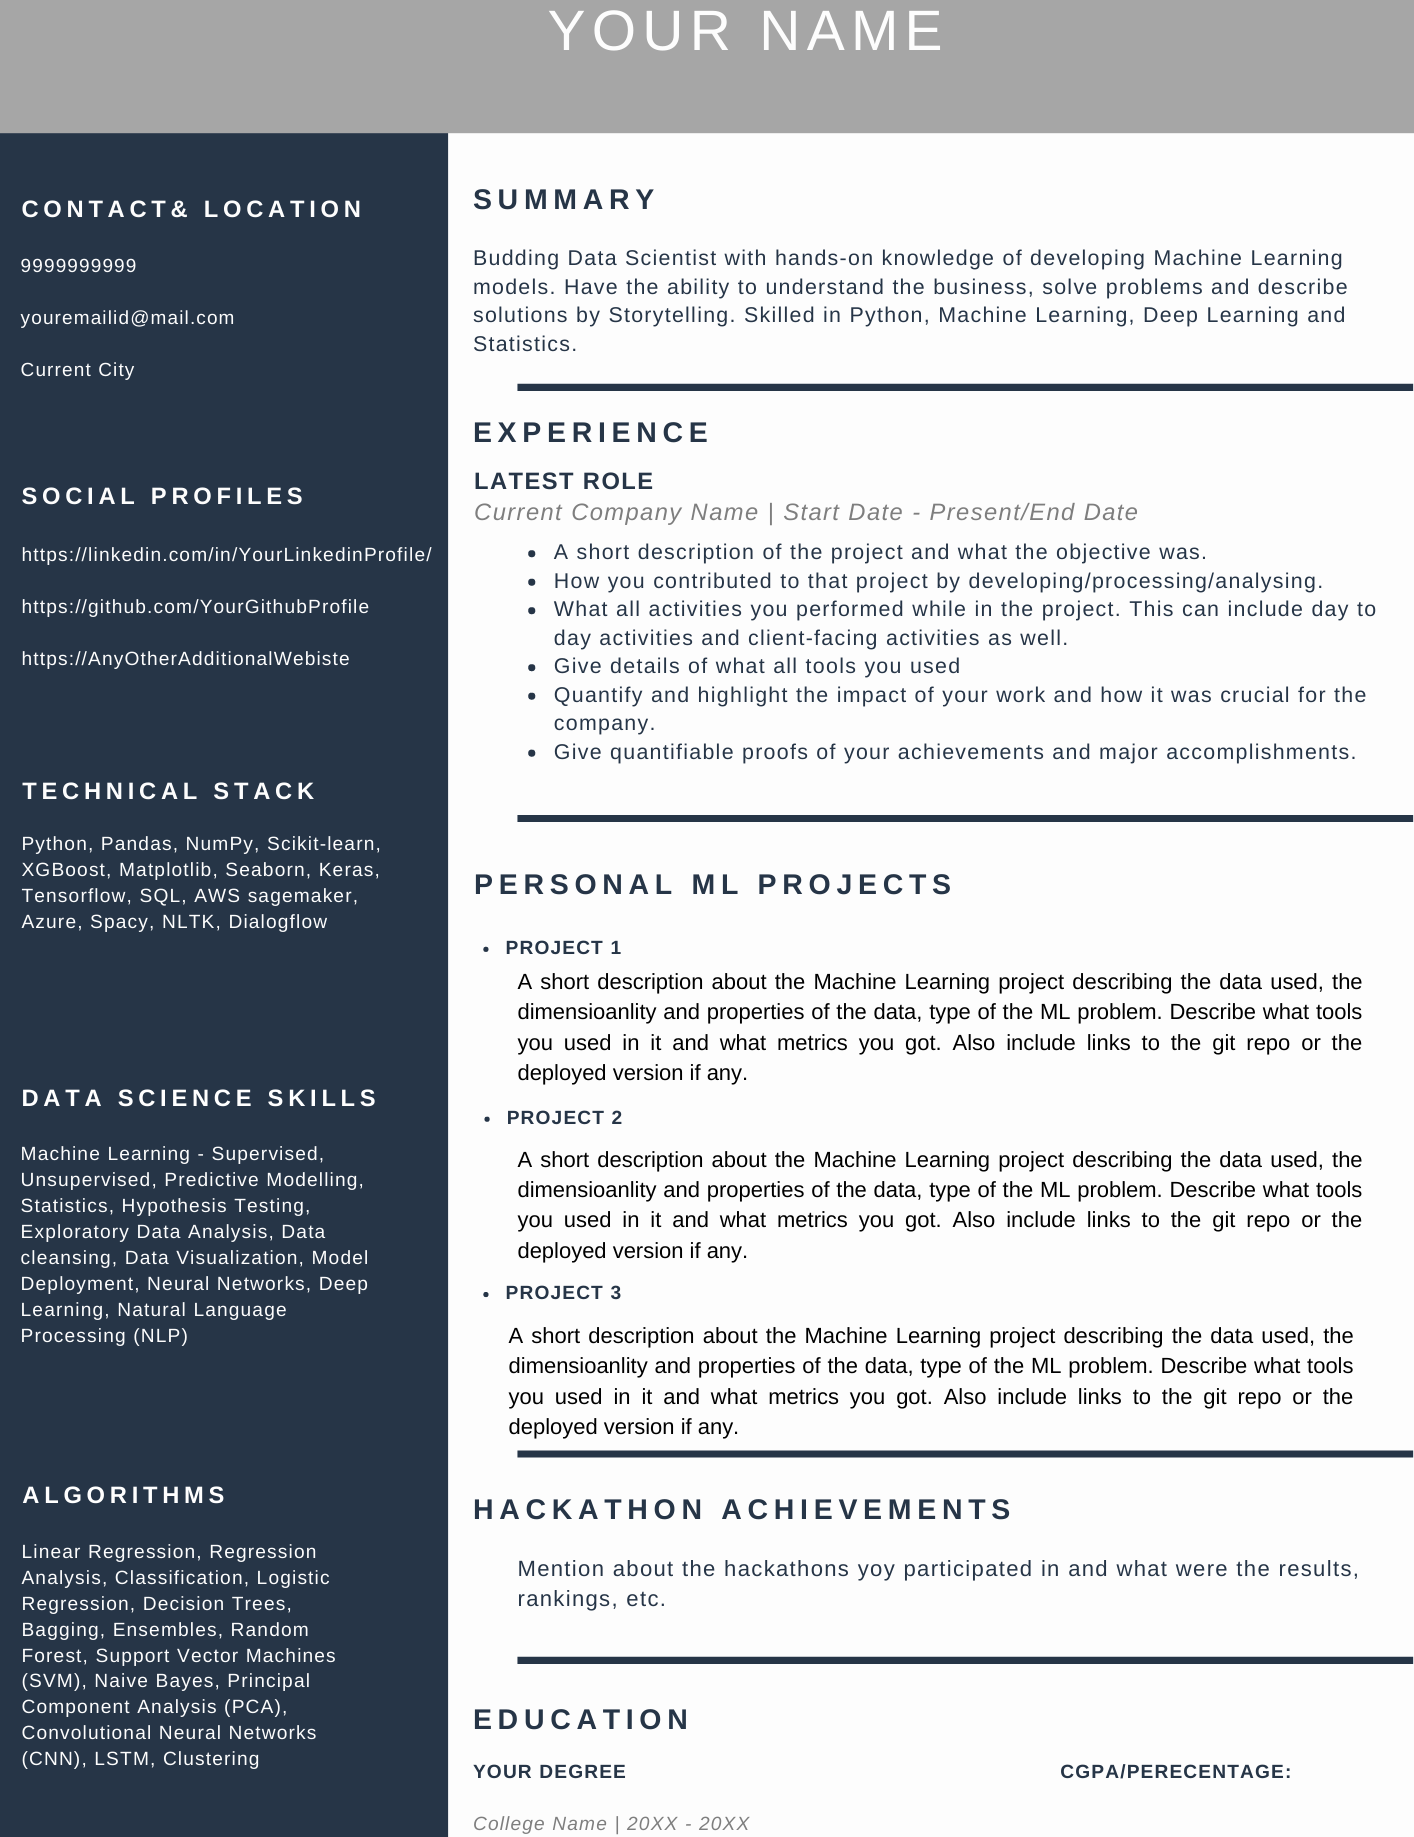 YOUR NAME
CONTACT& LOCATION
9999999999
youremailid@mail.com
Current City
SOCIAL PROFILES
https://linkedin.com/in/YourLinkedinProfile/
https://github.com/YourGithubProfile
https://AnyOtherAdditionalWebiste
TECHNICAL STACK
Python, Pandas, NumPy, Scikit-learn,
XGBoost, Matplotlib, Seaborn, Keras,
Tensorflow, SQL, AWS sagemaker,
Azure, Spacy, NLTK, Dialogflow
DATA SCIENCE SKILLS
Machine Learning - Supervised,
Unsupervised, Predictive Modelling,
Statistics, Hypothesis Testing,
Exploratory Data Analysis, Data
cleansing, Data Visualization, Model
Deployment, Neural Networks, Deep
Learning, Natural Language
Processing (NLP)
ALGORITHMS
Linear Regression, Regression
Analysis, Classification, Logistic
Regression, Decision Trees,
Bagging, Ensembles, Random
Forest, Support Vector Machines
(SVM), Naive Bayes, Principal
Component Analysis (PCA),
Convolutional Neural Networks
(CNN), LSTM, Clustering
SUMMARY
Budding Data Scientist with hands-on knowledge of developing Machine Learning
models. Have the ability to understand the business, solve problems and describe
solutions by Storytelling. Skilled in Python, Machine Learning, Deep Learning and
Statistics.
EXPERIENCE
LATEST ROLE
Current Company Name | Start Date - Present/End Date
• A short description of the project and what the objective was.
• How you contributed to that project by developing/processing/analysing.
• What all activities you performed while in the project. This can include day to
day activities and client-facing activities as well.
• Give details of what all tools you used
• Quantify and highlight the impact of your work and how it was crucial for the
company.
• Give quantifiable proofs of your achievements and major accomplishments.
PERSONAL ML PROJECTS
• PROJECT 1
A short description about the Machine Learning project describing the data used, the
dimensioanlity and properties of the data, type of the ML problem. Describe what tools
you used in it and what metrics you got. Also include links to the git repo or the
deployed version if any.
• PROJECT 2
A short description about the Machine Learning project describing the data used, the
dimensioanlity and properties of the data, type of the ML problem. Describe what tools
you used in it and what metrics you got. Also include links to the git repo or the
deployed version if any.
• PROJECT 3
A short description about the Machine Learning project describing the data used, the
dimensioanlity and properties of the data, type of the ML problem. Describe what tools
you used in it and what metrics you got. Also include links to the git repo or the
deployed version if any.
HACKATHON ACHIEVEMENTS
Mention about the hackathons yoy participated in and what were the results,
rankings, etc.
EDUCATION
YOUR DEGREE CGPA/PERECENTAGE:
College Name | 20XX - 20XX